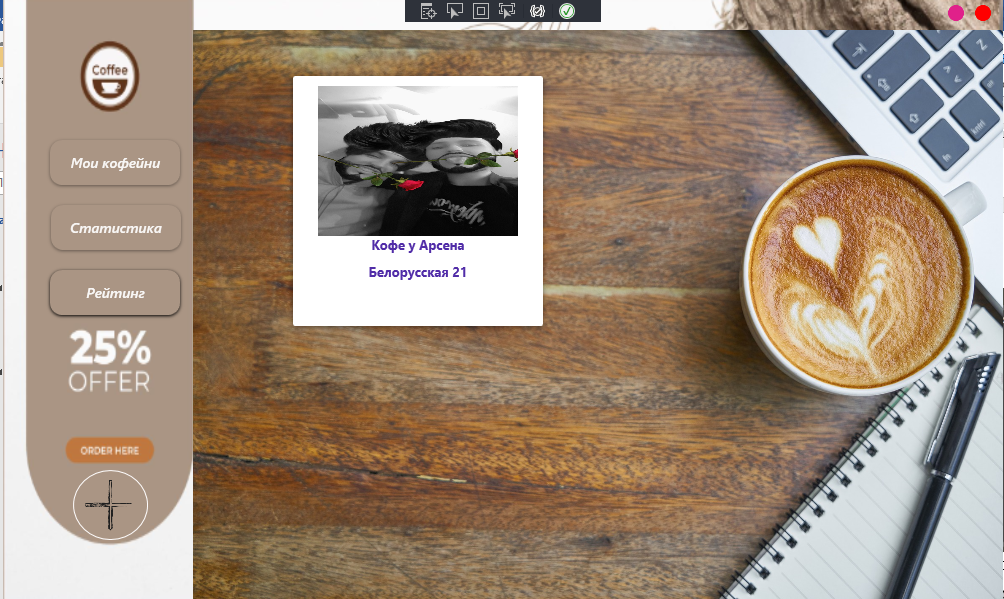 Coffee
Мои кофейни
Статистика
Рейтинг
25%
OFFER
ORDER HERE
Кофе у Арсена
Белорусская 21